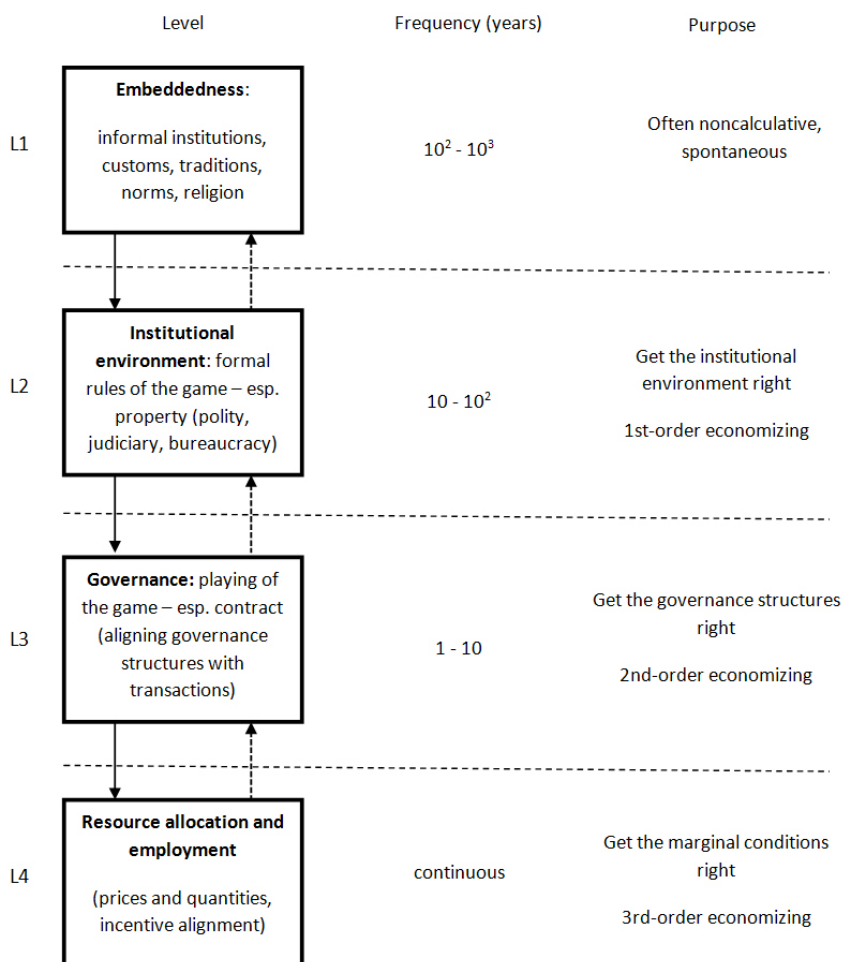 Level Frequency (years) Purpose
L1
Embeddedness:
informal institutions,
customs, traditions,
norms, religion
10² - 10³
Often noncalculative,
spontaneous
L2
Institutional
environment: formal
rules of the game – esp.
property (polity,
judiciary, bureaucracy)
10 - 10²
Get the institutional
environment right
1st-order economizing
L3
Governance: playing of
the game – esp. contract
(aligning governance
structures with
transactions)
1 - 10
Get the governance structures
right
2nd-order economizing
L4
Resource allocation and
employment
(prices and quantities,
incentive alignment)
continuous
Get the marginal conditions
right
3rd-order economizing